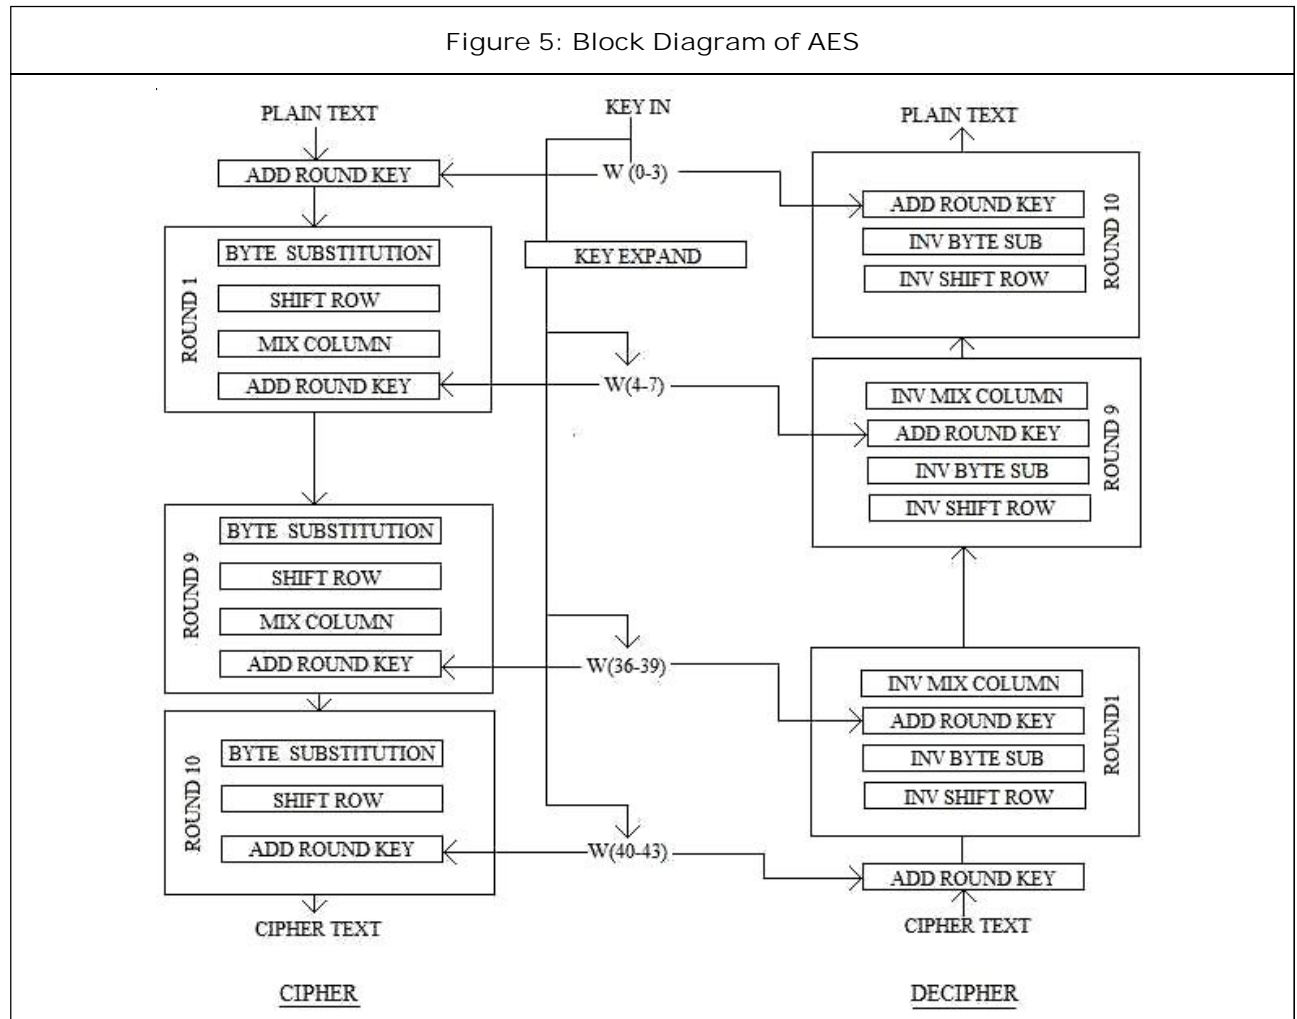 Figure 5: Block Diagram of AES
PLAIN TEXT
ADD ROUND KEY
ROUND 1
BYTE SUBSTITUTION
SHIFT ROW
MIX COLUMN
ADD ROUND KEY
ROUND 9
BYTE SUBSTITUTION
SHIFT ROW
MIX COLUMN
ADD ROUND KEY
ROUND 10
BYTE SUBSTITUTION
SHIFT ROW
ADD ROUND KEY
CIPHER TEXT
CIPHER
KEY IN
W (0-3)
KEY EXPAND
W(4-7)
W(36-39)
W(40-43)
PLAIN TEXT
ADD ROUND KEY
INV BYTE SUB
INV SHIFT ROW
ROUND 10
INV MIX COLUMN
ADD ROUND KEY
INV BYTE SUB
INV SHIFT ROW
ROUND 9
INV MIX COLUMN
ADD ROUND KEY
INV BYTE SUB
INV SHIFT ROW
ROUND1
ADD ROUND KEY
CIPHER TEXT
DECIPHER